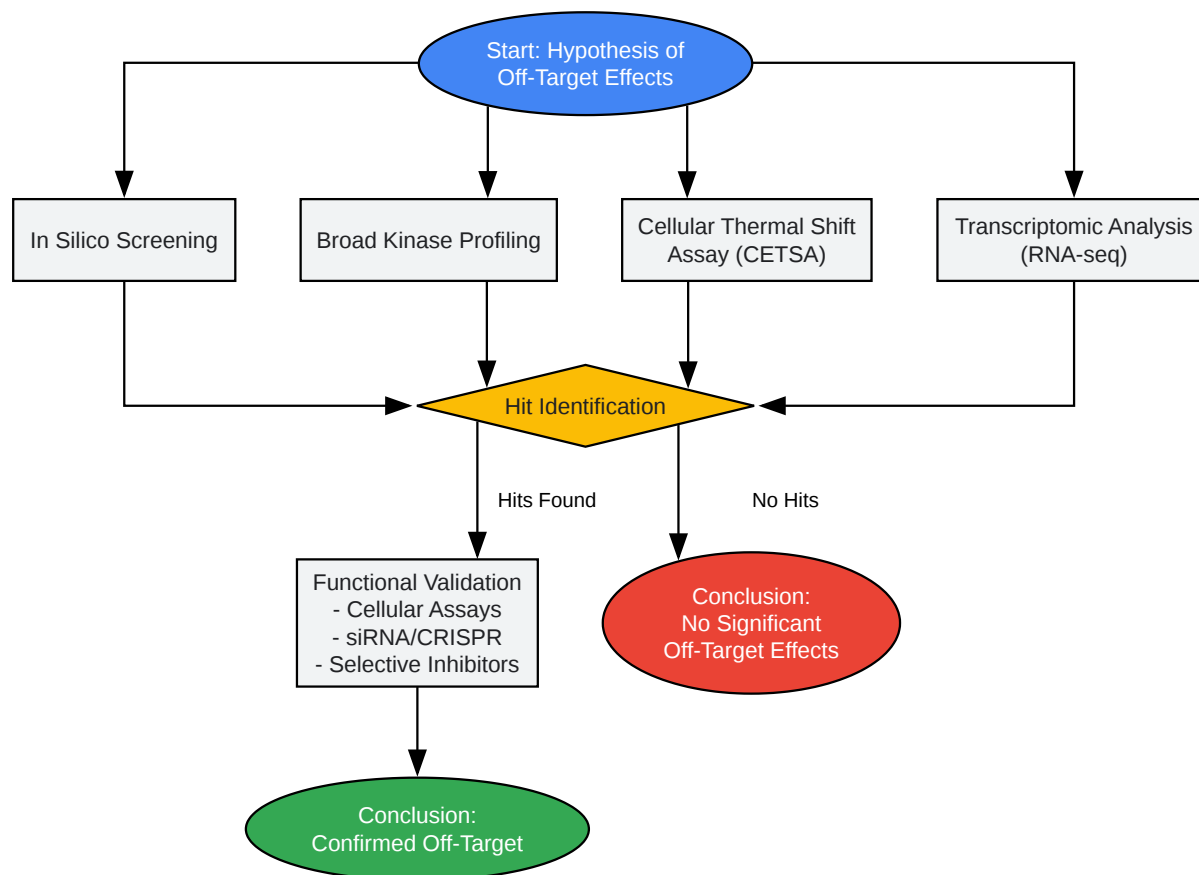 Start: Hypothesis of
Off-Target Effects
In Silico Screening
Broad Kinase Profiling
Cellular Thermal Shift
Assay (CETSA)
Transcriptomic Analysis
(RNA-seq)
Hit Identification
Hits Found
No Hits
Functional Validation
- Cellular Assays
- siRNA/CRISPR
- Selective Inhibitors
Conclusion:
No Significant
Off-Target Effects
Conclusion:
Confirmed Off-Target